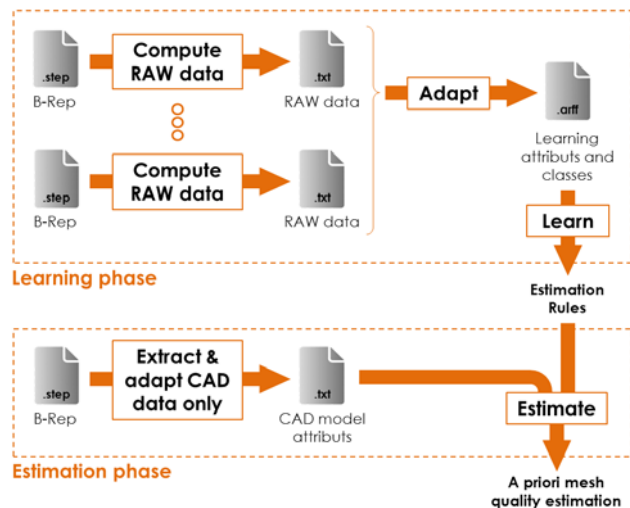 Compute
RAW data
.step
.txt
B-Rep
RAW data
Adapt
.arff
Learning
attributs and
classes
Compute
RAW data
.step
.txt
B-Rep
RAW data
Learn
Learning phase
Estimation
Rules
Extract &
adapt CAD
data only
.step
.txt
B-Rep
CAD model
attributs
Estimate
Estimation phase
A priori mesh
quality estimation